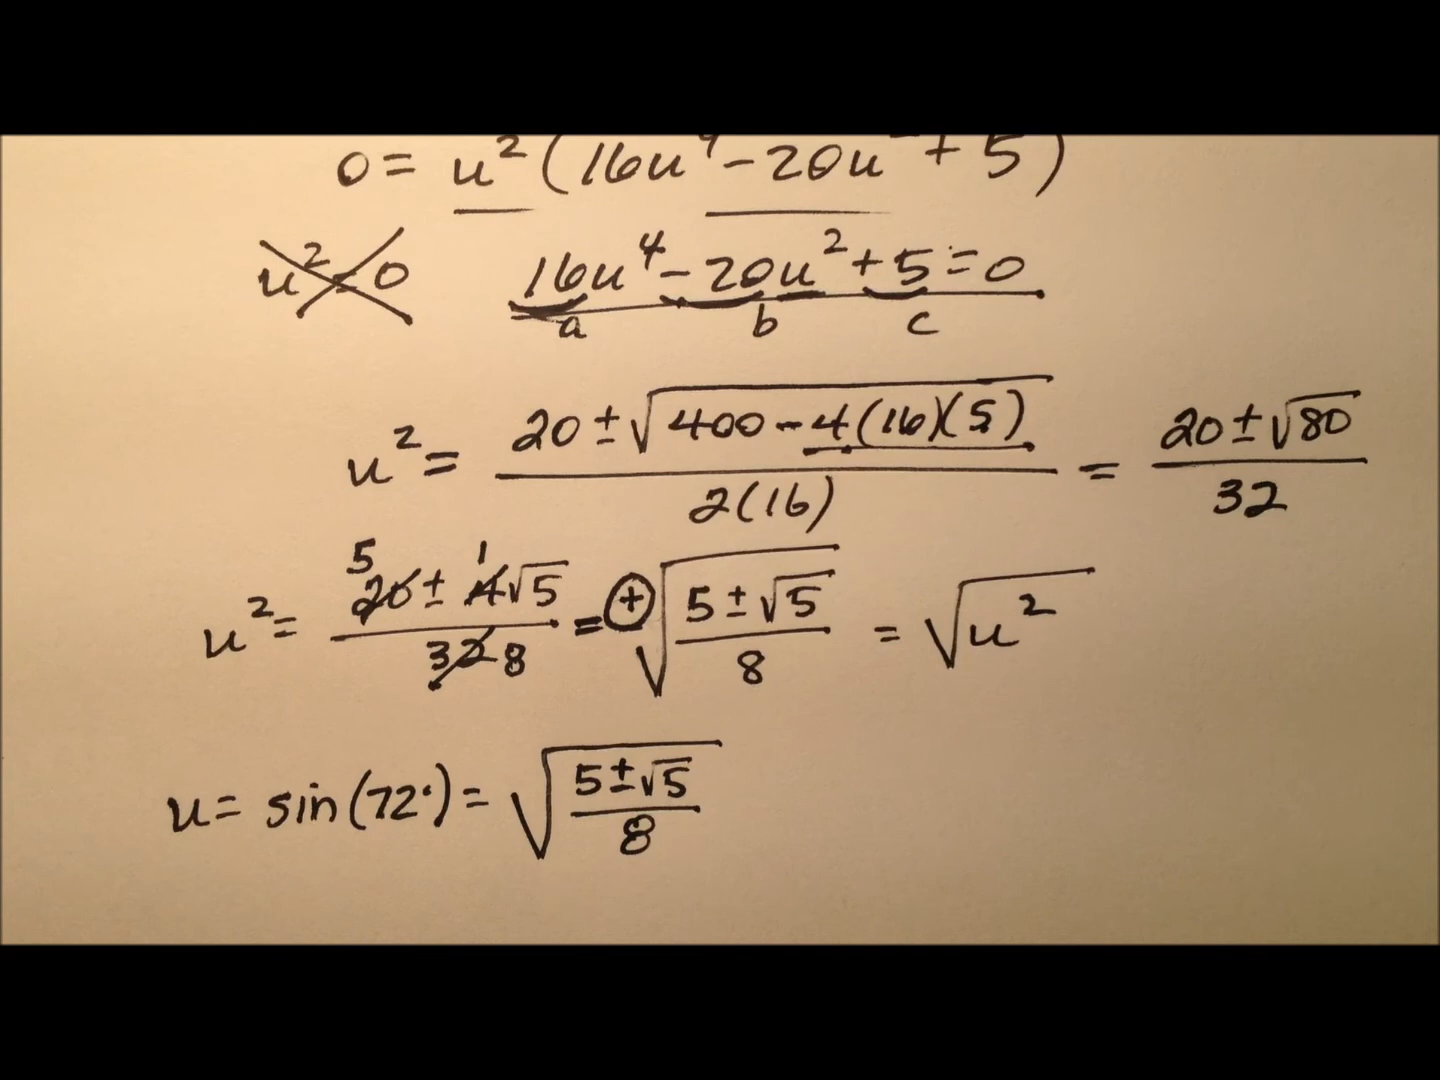 0 = u²(16u⁴ - 20u² + 5)
u² = 0 16u⁴ - 20u² + 5 = 0
a b c
u² = (20 ± √(400 - 4(16)(5))) / 2(16) = (20 ± √80) / 32
5 1
u² = (20 ± 4√5) / 32 8 = + √((5 ± √5) / 8) = √u²
u = sin(72°) = √((5 ± √5) / 8)